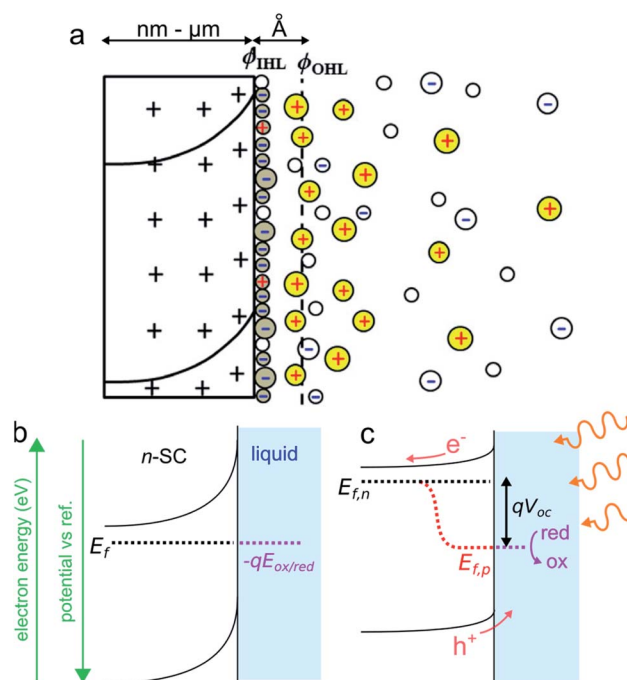 nm - μm
Å
a
ϕIHL
ϕOHL
b
n-SC
liquid
electron energy (eV)
potential vs ref.
Ef
-qEox/red
c
e-
Ef,n
qVoc
red
ox
Ef,p
h+